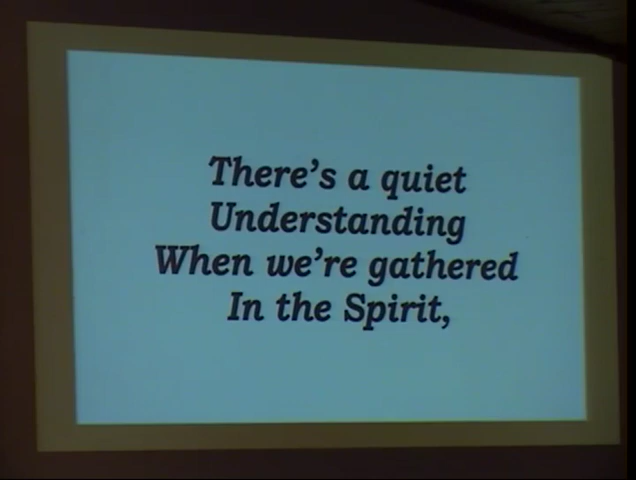 There's a quiet
Understanding
When we're gathered
In the Spirit,